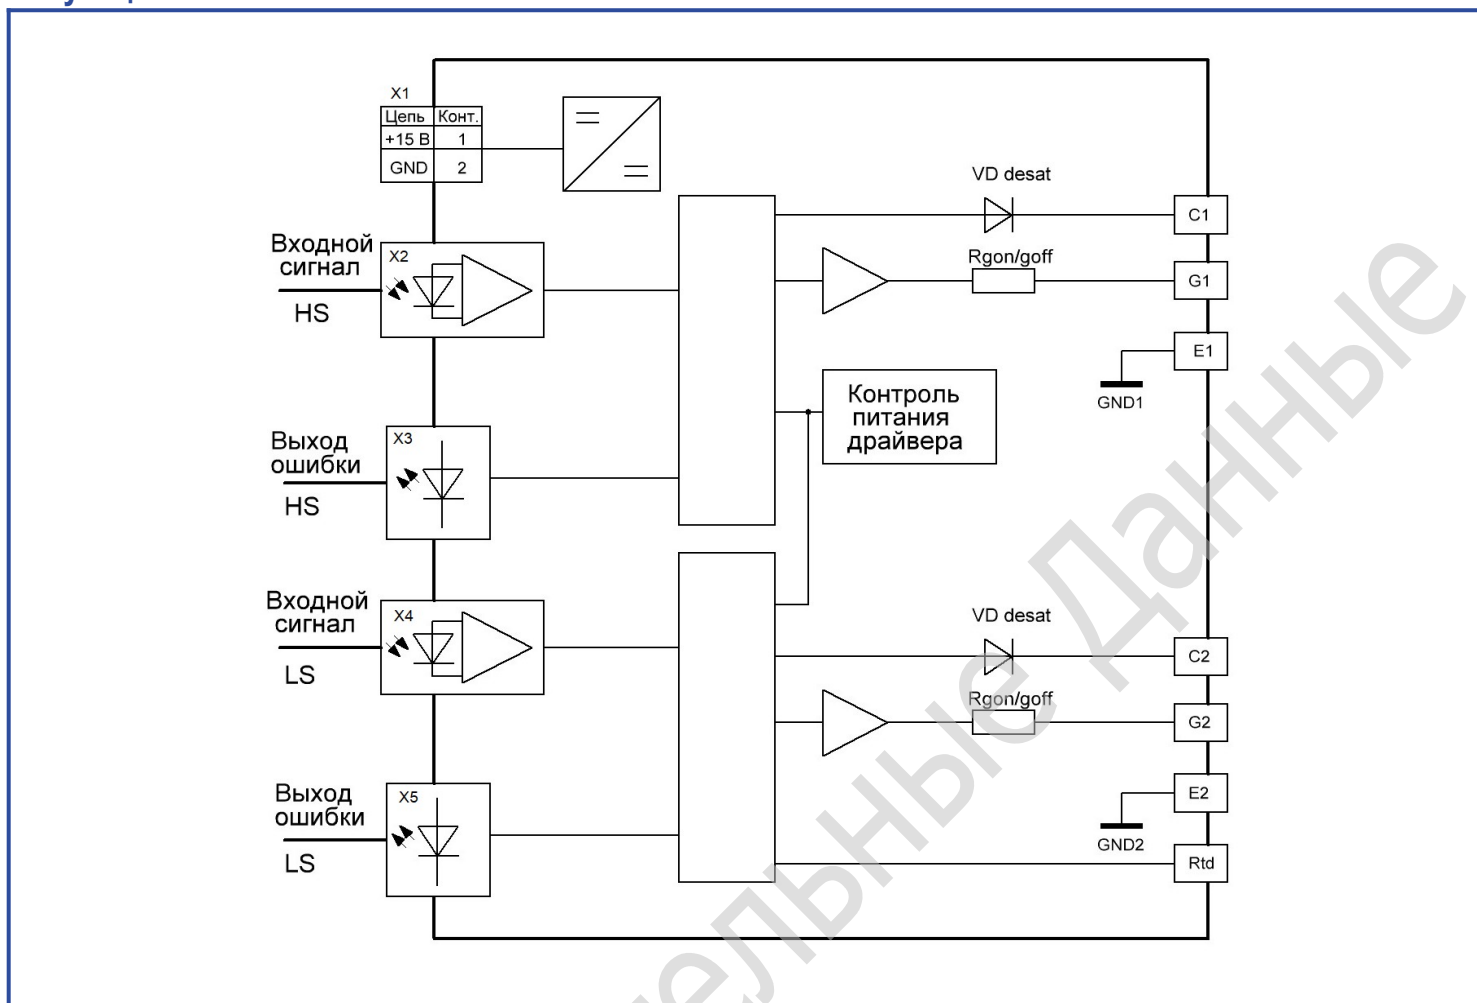 X1
Цепь Конт.
+15 В 1
GND 2
VD desat
C1
Входной
сигнал
HS
X2
Rgon/goff
G1
E1
GND1
Контроль
питания
драйвера
Выход
ошибки
HS
X3
Входной
сигнал
LS
X4
VD desat
C2
Rgon/goff
G2
E2
GND2
Выход
ошибки
LS
X5
Rtd
ельные Данные